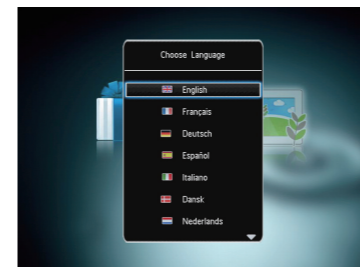 Choose Language
English
Français
Deutsch
Español
Italiano
Dansk
Nederlands